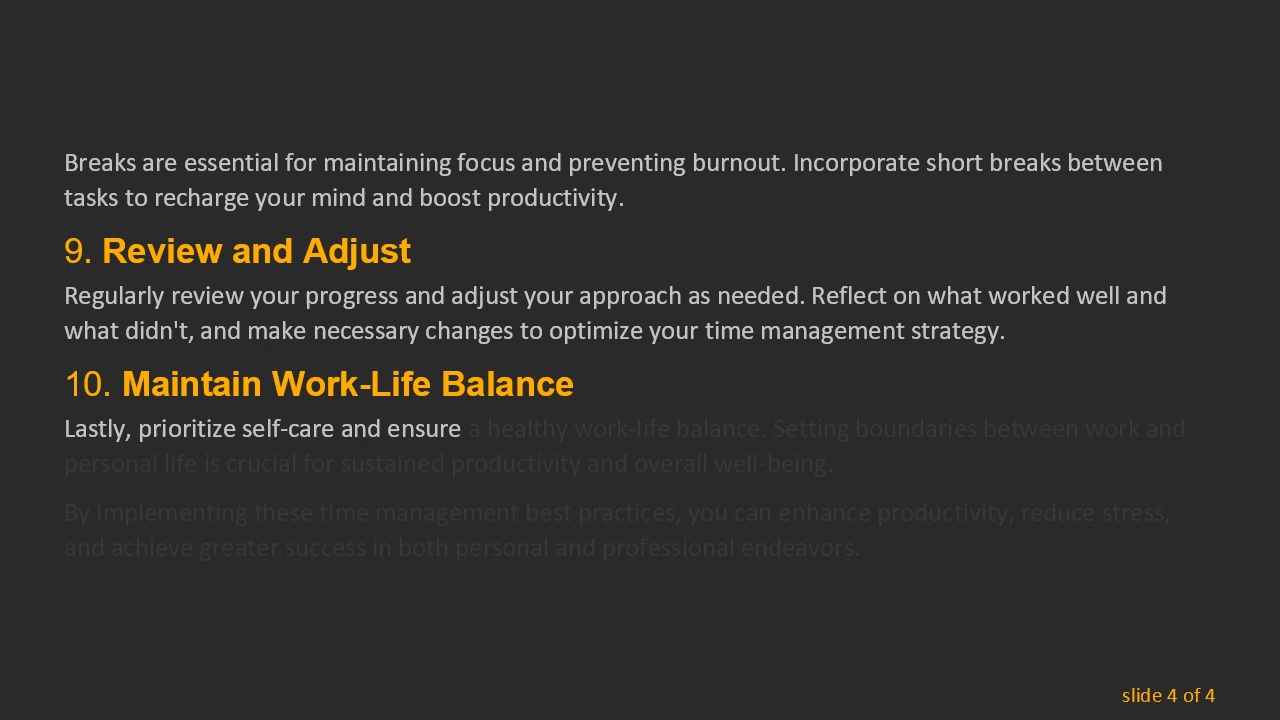 Breaks are essential for maintaining focus and preventing burnout. Incorporate short breaks between
tasks to recharge your mind and boost productivity.
9. Review and Adjust
Regularly review your progress and adjust your approach as needed. Reflect on what worked well and
what didn't, and make necessary changes to optimize your time management strategy.
10. Maintain Work-Life Balance
Lastly, prioritize self-care and ensure a healthy work-life balance. Setting boundaries between work and
personal life is crucial for sustained productivity and overall well-being.
By implementing these time management best practices, you can enhance productivity, reduce stress,
and achieve greater success in both personal and professional endeavors.
slide 4 of 4